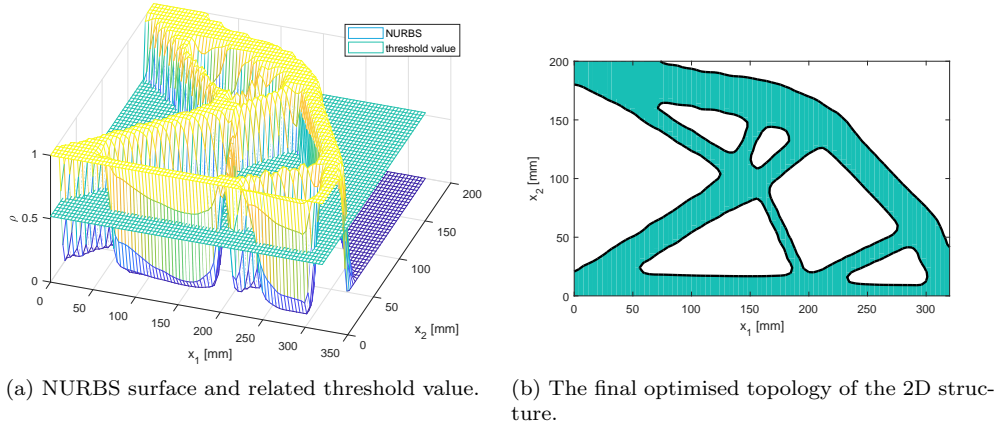 NURBS
threshold value
1
0.5
0
ρ
0
50
100
150
200
250
300
350
x1 [mm]
0
50
100
150
200
x2 [mm]
200
150
100
50
0
x2 [mm]
0
50
100
150
200
250
300
x1 [mm]
(a) NURBS surface and related threshold value.
(b) The final optimised topology of the 2D struc-
ture.